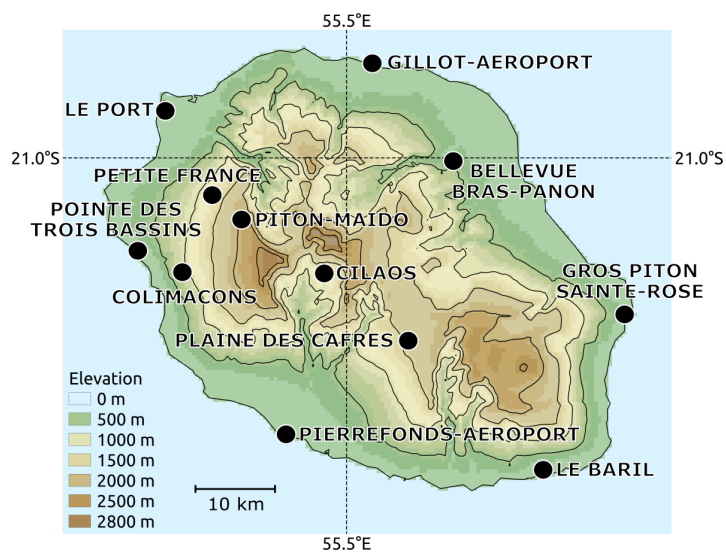 55.5°E
GILLOT-AEROPORT
LE PORT
21.0°S
21.0°S
PETITE FRANCE
BELLEVUE
BRAS-PANON
POINTE DES
TROIS BASSINS
PITON-MAIDO
COLIMACONS
CILAOS
GROS PITON
SAINTE-ROSE
PLAINE DES CAFRES
Elevation
0 m
500 m
1000 m
1500 m
2000 m
2500 m
2800 m
PIERREFONDS-AEROPORT
LE BARIL
10 km
55.5°E